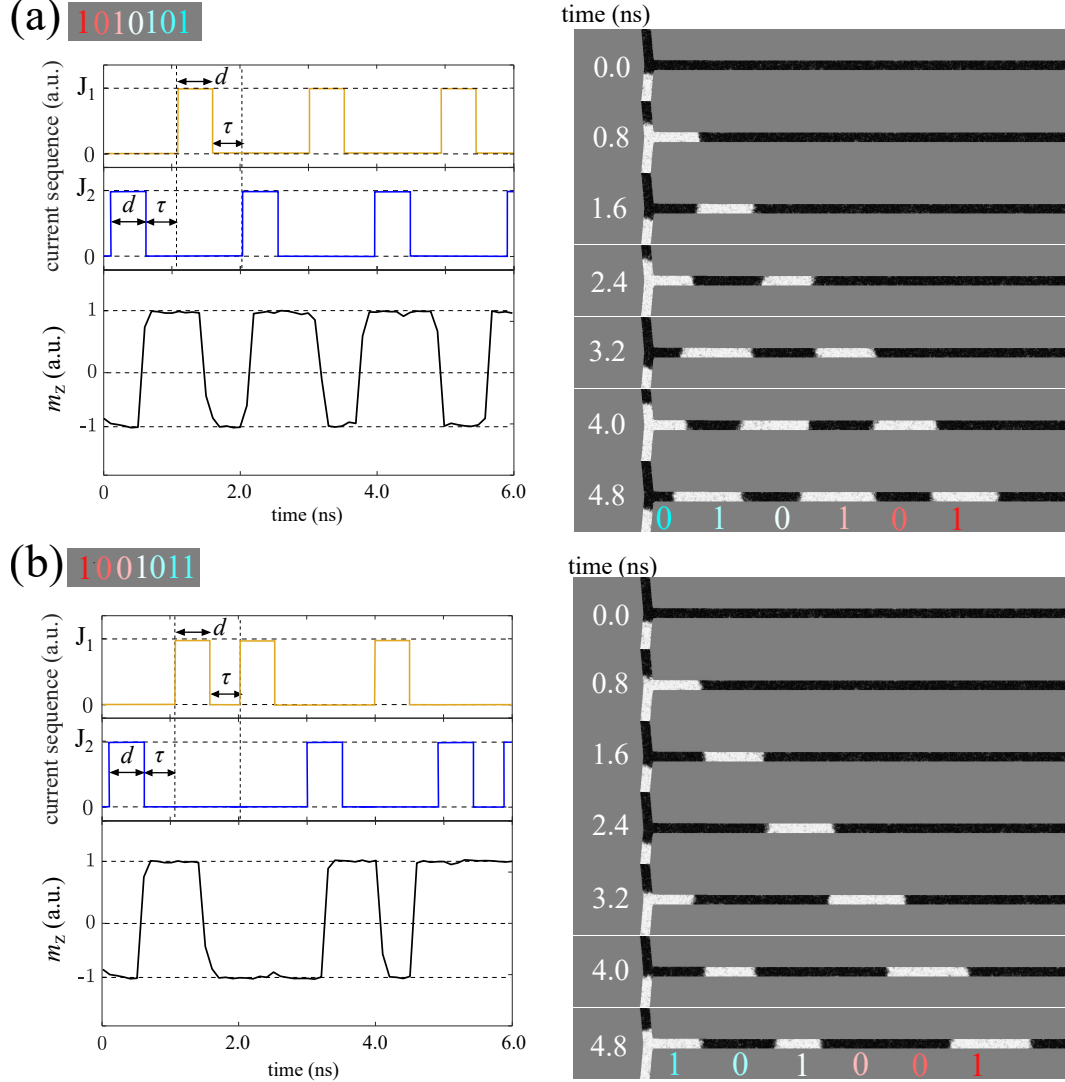 (a) 1010101
J1
d
τ
0
J2
d
τ
0
current sequence (a.u.)
1
0
-1
mz (a.u.)
0 2.0 4.0 6.0
time (ns)
time (ns)
0.0
0.8
1.6
2.4
3.2
4.0
4.8
0 1 0 1 0 1
(b) 1001011
J1
d
τ
0
J2
d
τ
0
current sequence (a.u.)
1
0
-1
mz (a.u.)
0 2.0 4.0 6.0
time (ns)
time (ns)
0.0
0.8
1.6
2.4
3.2
4.0
4.8
1 0 1 0 0 1